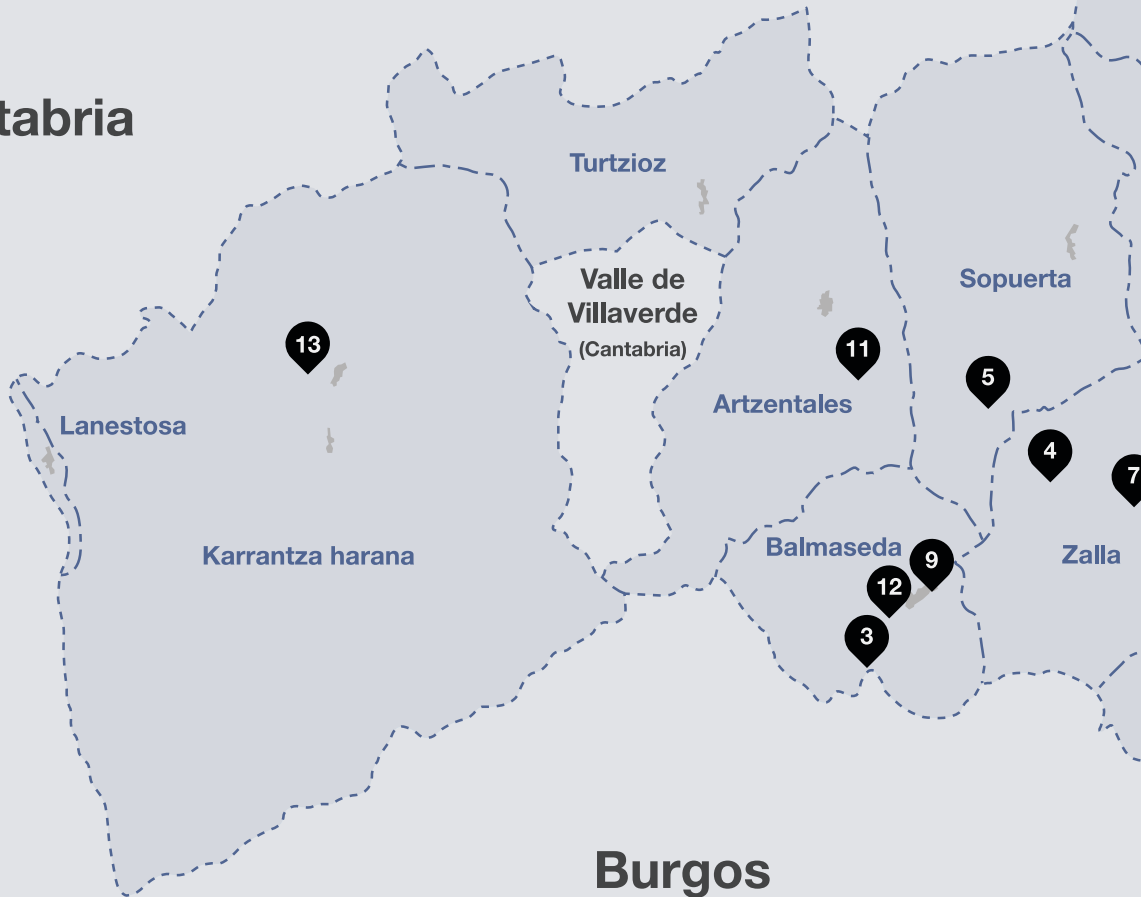 tabria
Turtzioz
Valle de
Villaverde
(Cantabria)
Sopuerta
13
11
5
Artzentales
Lanestosa
4
7
Karrantza harana
Balmaseda
9
Zalla
12
3
Burgos